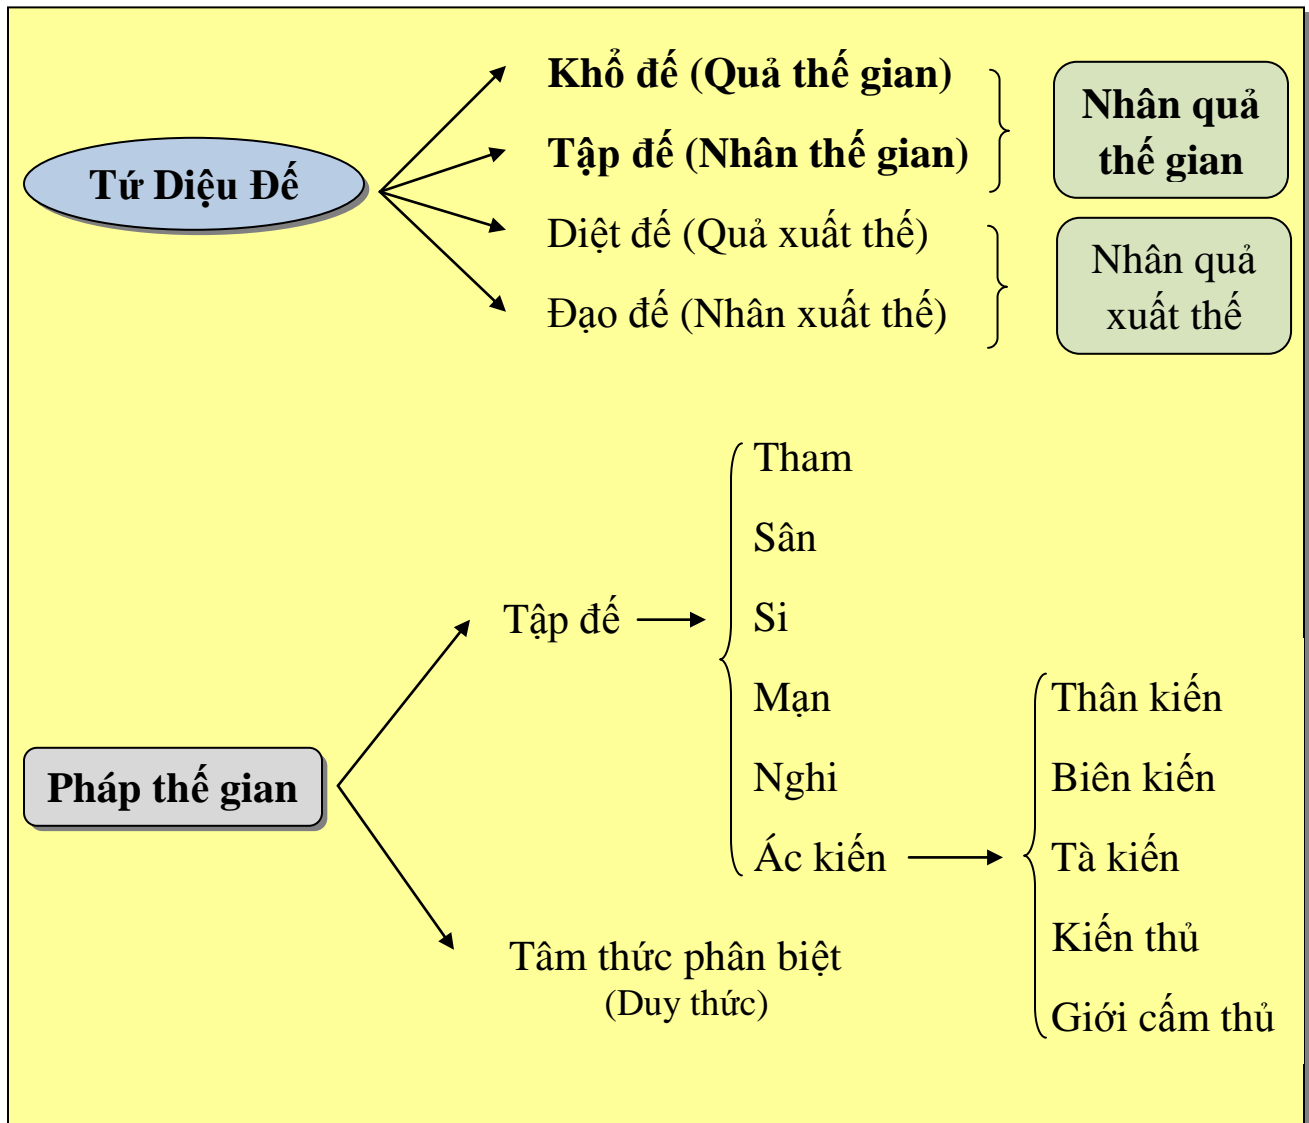 Tứ Diệu Đế
Khổ đế (Quả thế gian)
Tập đế (Nhân thế gian)
Diệt đế (Quả xuất thế)
Đạo đế (Nhân xuất thế)
Nhân quả
thế gian
Nhân quả
xuất thế
Pháp thế gian
Tập đế
Tham
Sân
Si
Mạn
Nghi
Ác kiến
Thân kiến
Biên kiến
Tà kiến
Kiến thủ
Giới cấm thủ
Tâm thức phân biệt
(Duy thức)